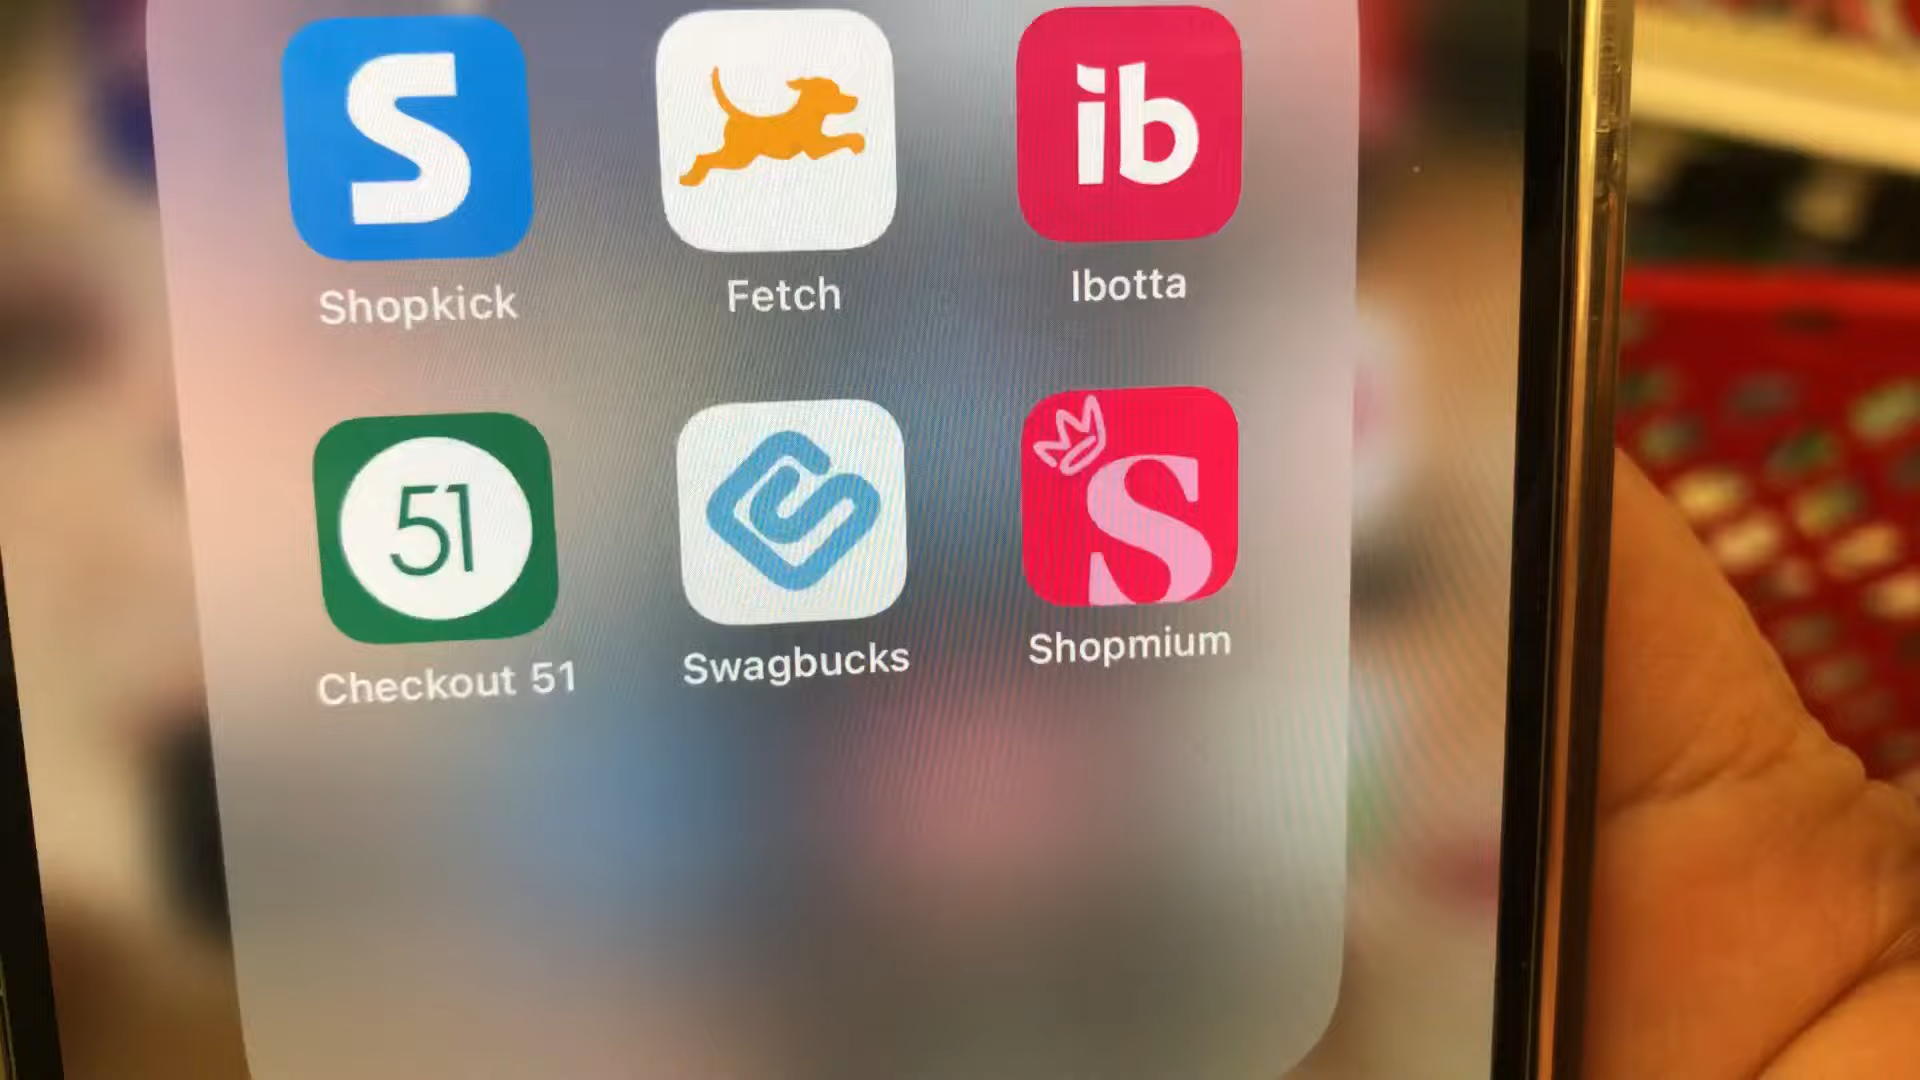 S
ib
Shopkick
Fetch
Ibotta
51
S
Checkout 51
Swagbucks
Shopmium